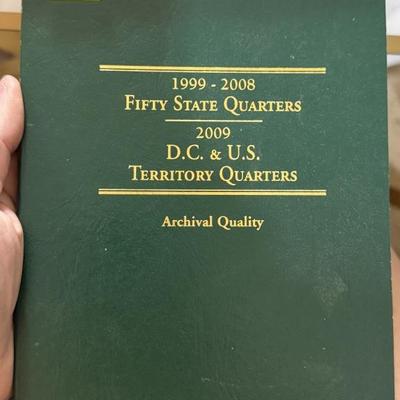 1999 - 2008
FIFTY STATE QUARTERS
2009
D.C. & U.S.
TERRITORY QUARTERS
Archival Quality